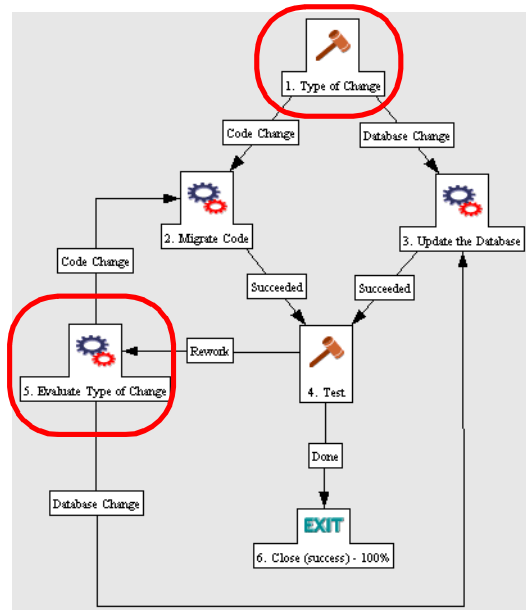 1. Type of Change
Code Change
Database Change
2. Migrate Code
3. Update the Database
Code Change
Succeeded
Succeeded
Rework
5. Evaluate Type of Change
4. Test
Done
Database Change
EXIT
6. Close (success) - 100%